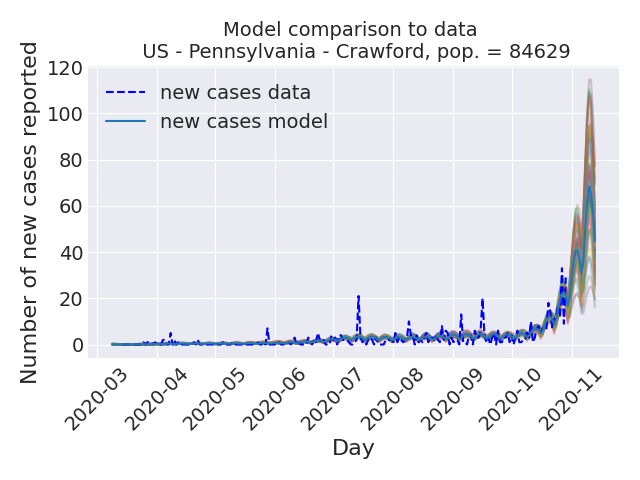 Model comparison to data
US - Pennsylvania - Crawford, pop. = 84629
Number of new cases reported
120
100
80
60
40
20
0
new cases data
new cases model
2020-03
2020-04
2020-05
2020-06
2020-07
2020-08
2020-09
2020-10
2020-11
Day